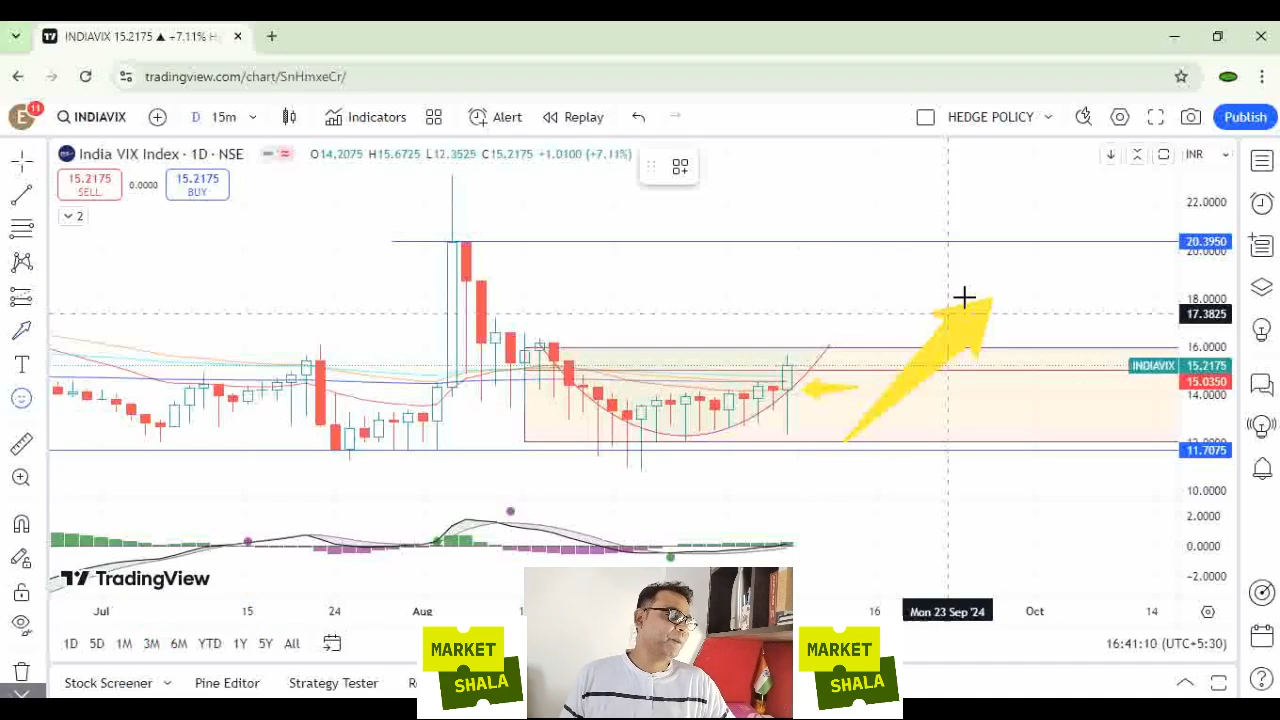 INDIAVIX 15.2175 ▲ +7.11%
tradingview.com/chart/SnHmxeCr/
E 11 INDIAVIX D 15m Indicators Alert Replay HEDGE POLICY Publish
India VIX Index · 1D · NSE O14.2075 H15.6725 L12.3525 C15.2175 +1.0100 (+7.11%) INR
15.2175 SELL 0.0000 15.2175 BUY
2
22.0000
20.3950
20.0000
18.0000
17.3825
16.0000
INDIAVIX 15.2175
15.0350
14.0000
11.7075
10.0000
2.0000
0.0000
−2.0000
TradingView
Jul 15 24 Aug 16 Mon 23 Sep '24 Oct 14
1D 5D 1M 3M 6M YTD 1Y 5Y All 16:41:10 (UTC+5:30)
Stock Screener Pine Editor Strategy Tester
MARKET SHALA
MARKET SHALA